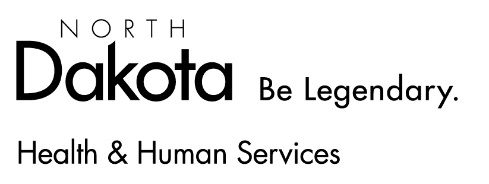 NORTH
Dakota Be Legendary.
Health & Human Services